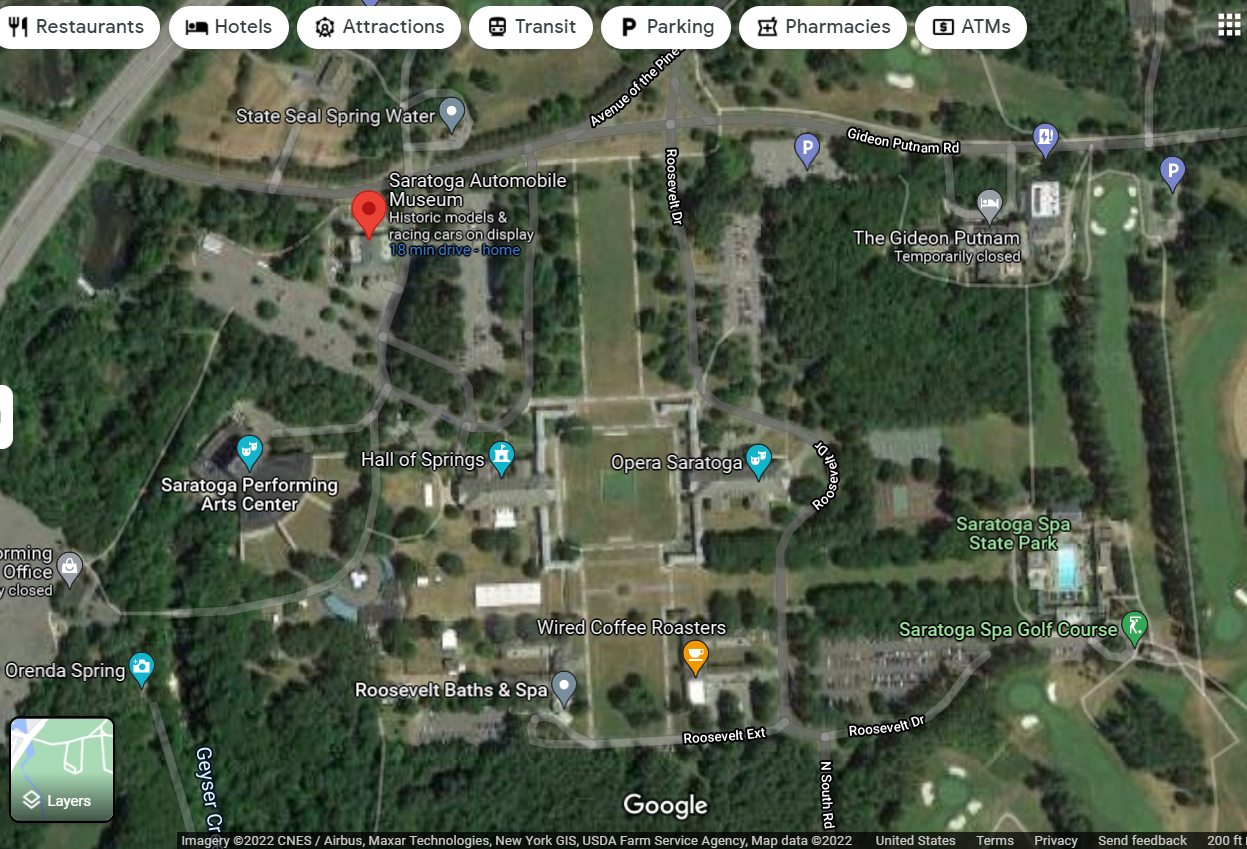 Restaurants
Hotels
Attractions
Transit
Parking
Pharmacies
ATMs
Avenue of the Pine
State Seal Spring Water
Gideon Putnam Rd
P
P
Roosevelt Dr
Saratoga Automobile
Museum
Historic models &
racing cars on display
18 min drive - home
The Gideon Putnam
Temporarily closed
Hall of Springs
Opera Saratoga
Roosevelt Dr
Saratoga Performing
Arts Center
Saratoga Spa
State Park
orming
Office
y closed
Wired Coffee Roasters
Saratoga Spa Golf Course
Orenda Spring
Roosevelt Baths & Spa
Roosevelt Ext
Roosevelt Dr
Geyser Cr
N South Rd
Layers
Google
Imagery ©2022 CNES / Airbus, Maxar Technologies, New York GIS, USDA Farm Service Agency, Map data ©2022 United States Terms Privacy Send feedback 200 ft